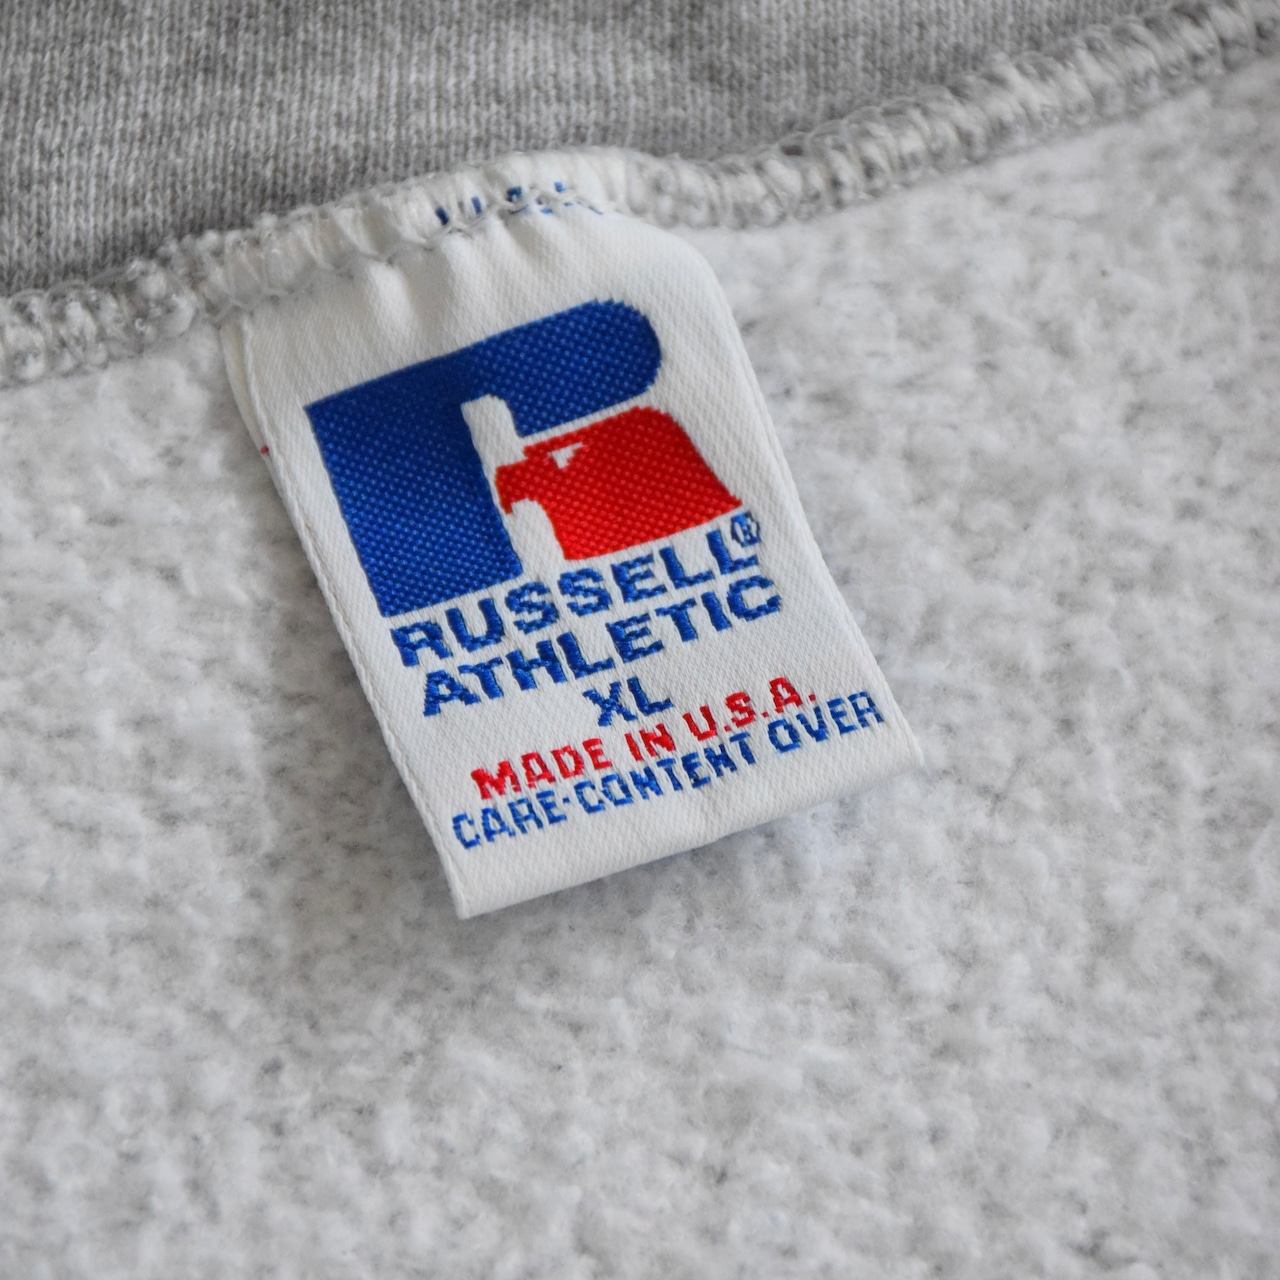 RUSSELL®
ATHLETIC
XL
MADE IN U.S.A.
CARE-CONTENT OVER